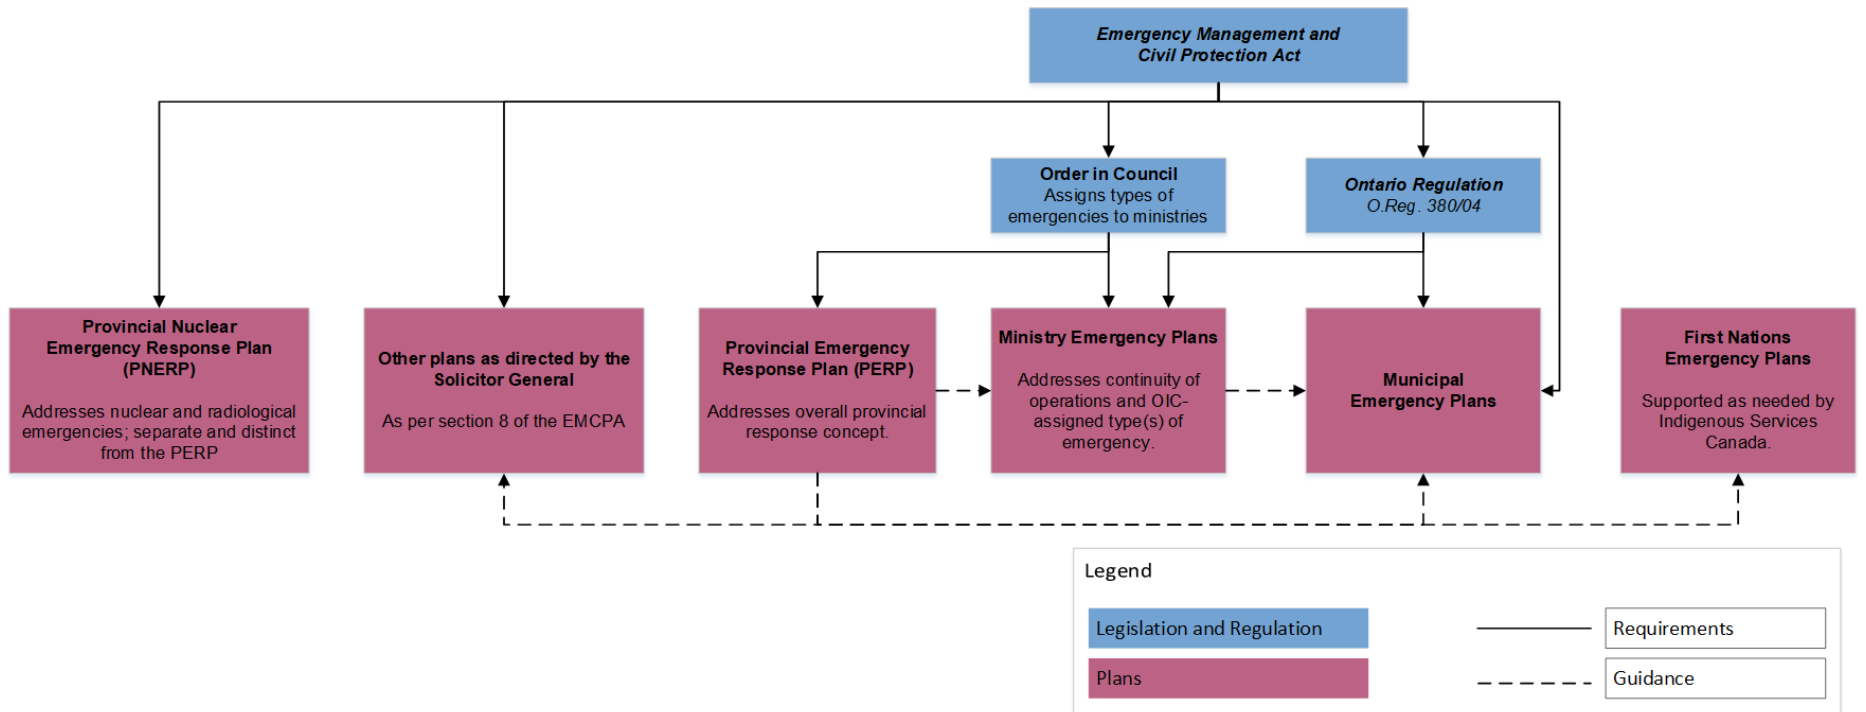 Emergency Management and
Civil Protection Act
Order in Council
Assigns types of
emergencies to ministries
Ontario Regulation
O.Reg. 380/04
Provincial Nuclear
Emergency Response Plan
(PNERP)
Addresses nuclear and radiological
emergencies; separate and distinct
from the PERP
Other plans as directed by the
Solicitor General
As per section 8 of the EMCPA
Provincial Emergency
Response Plan (PERP)
Addresses overall provincial
response concept.
Ministry Emergency Plans
Addresses continuity of
operations and OIC-
assigned type(s) of
emergency.
Municipal
Emergency Plans
First Nations
Emergency Plans
Supported as needed by
Indigenous Services
Canada.
Legend
Legislation and Regulation
Requirements
Plans
Guidance